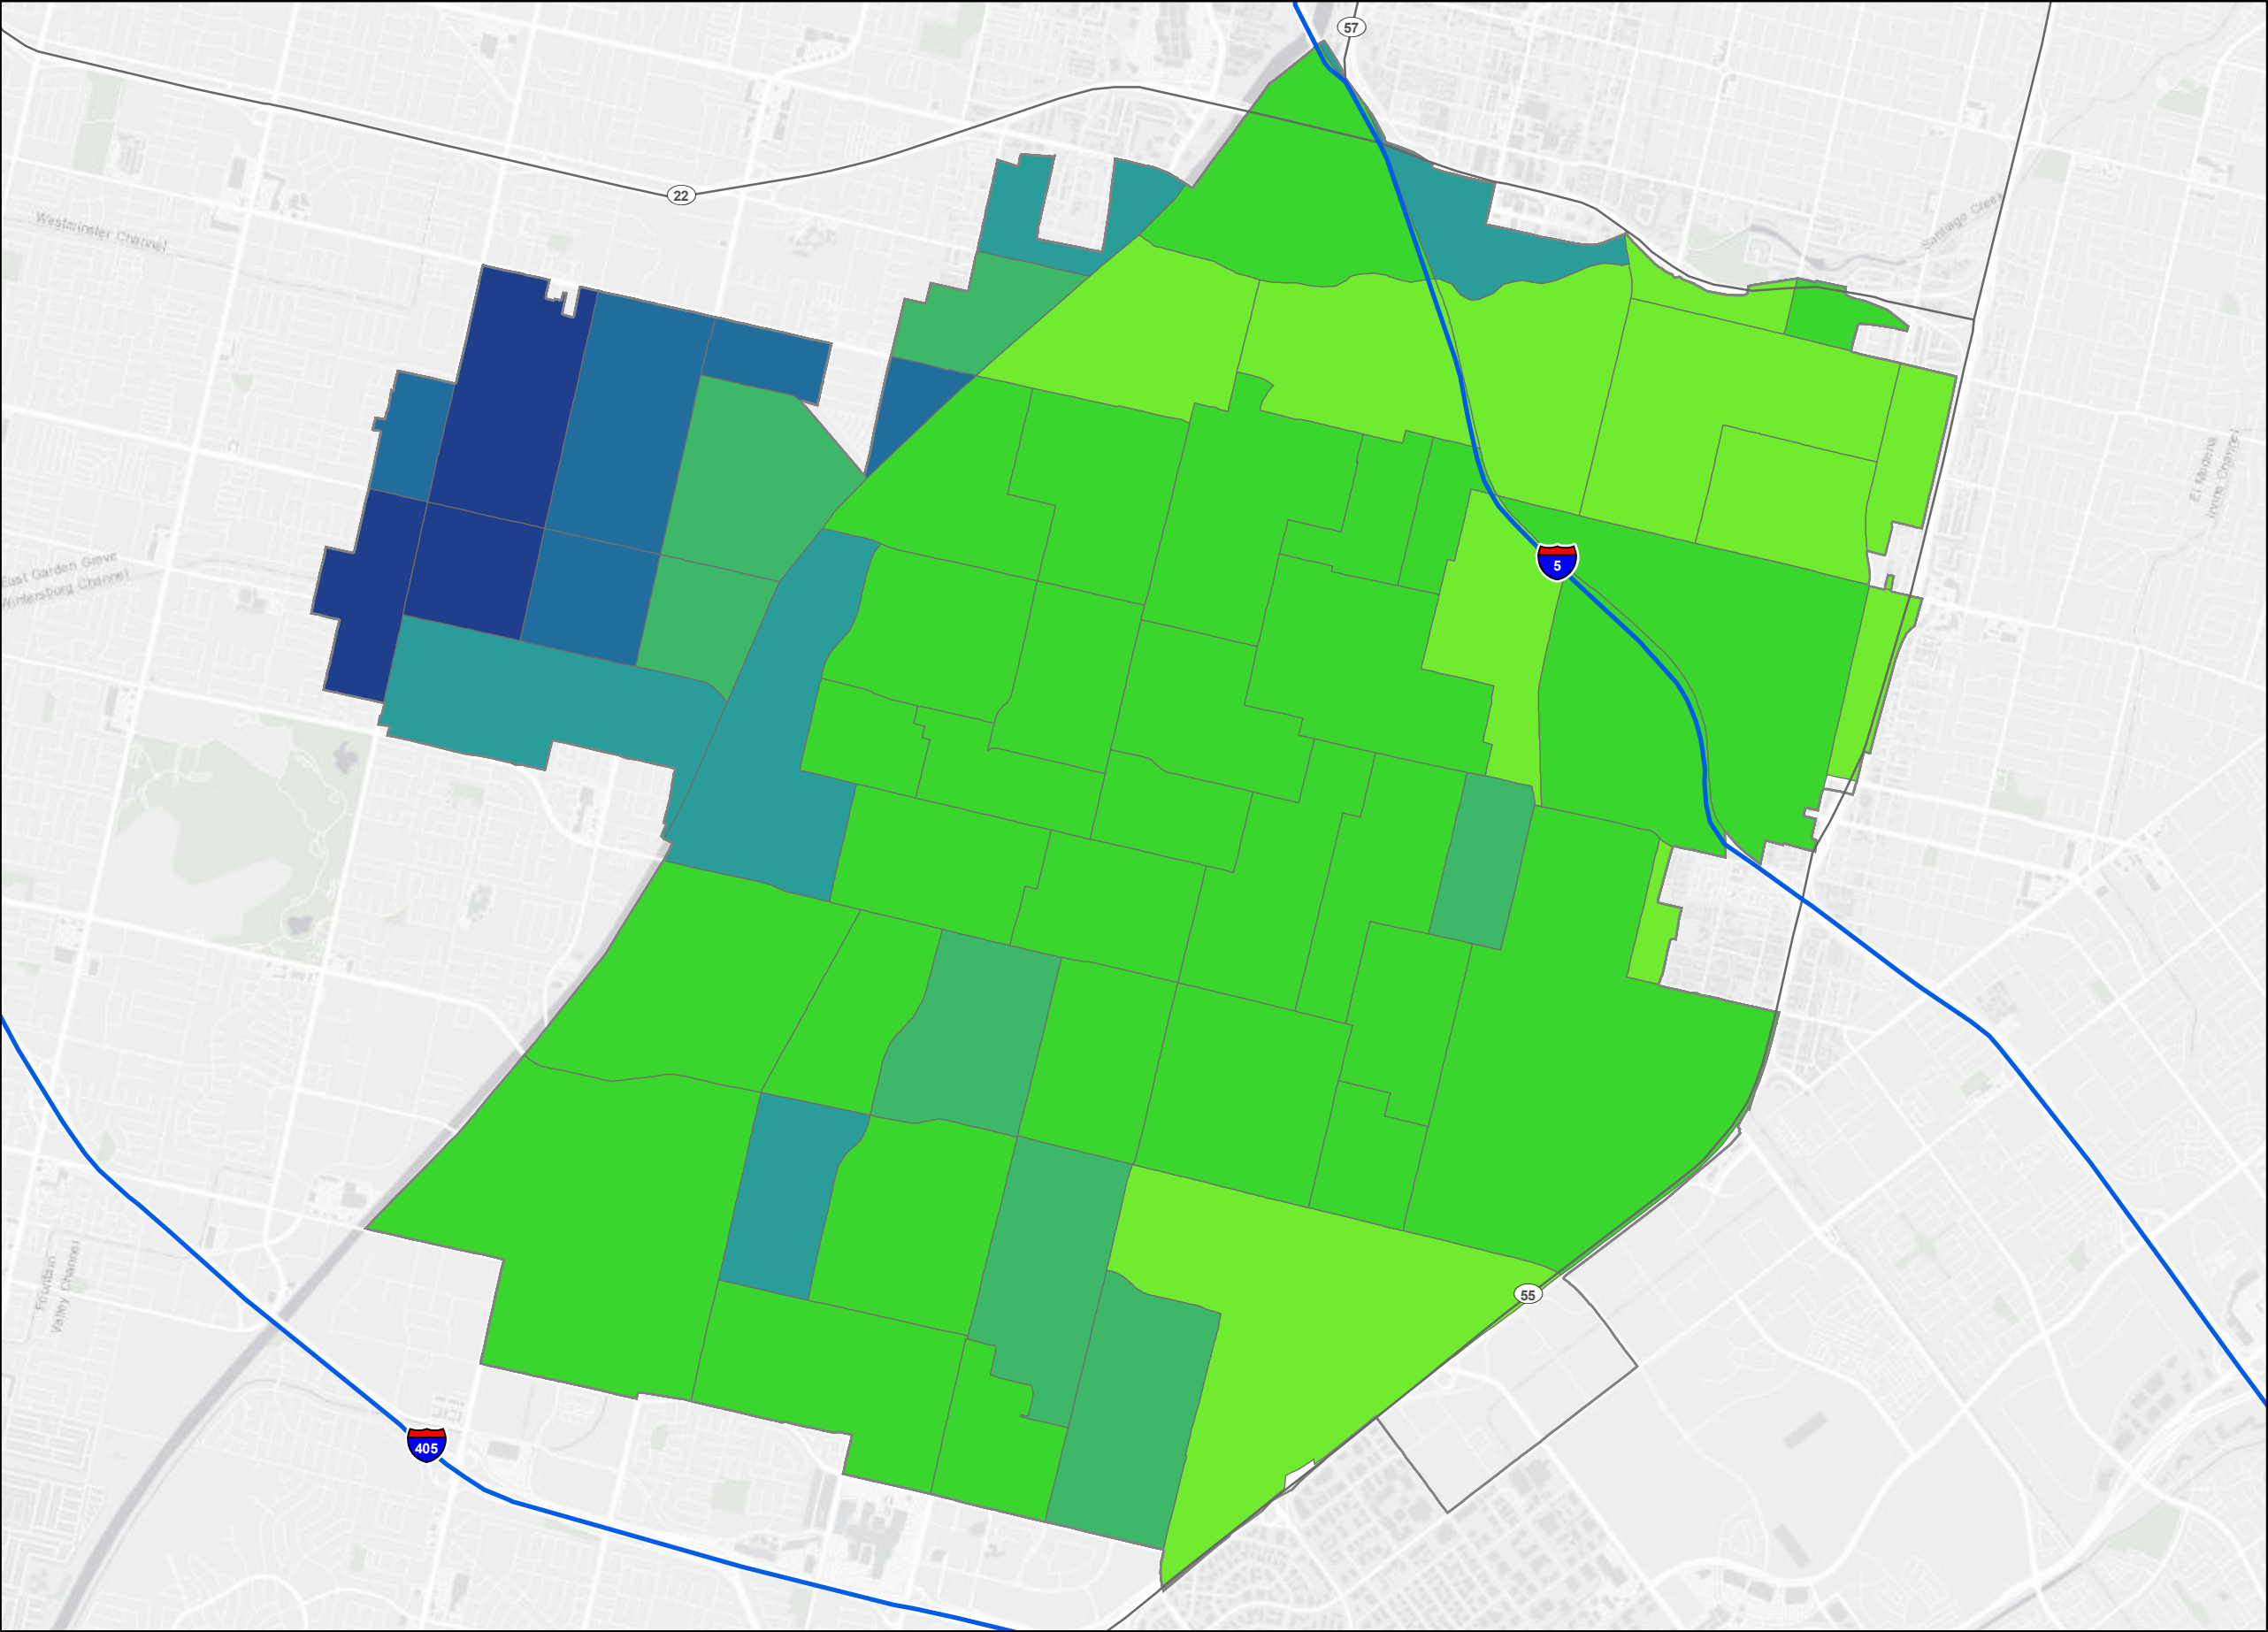 57
22
Westminster Channel
Santiago Creek
El Modena
Irvine Channel
5
East Garden Grove
Wintersburg Channel
Fountain
Valley Channel
55
405